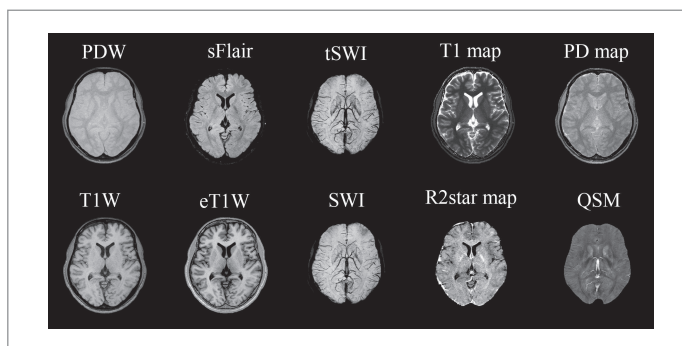 PDW sFlair tSWI T1 map PD map
T1W eT1W SWI R2star map QSM